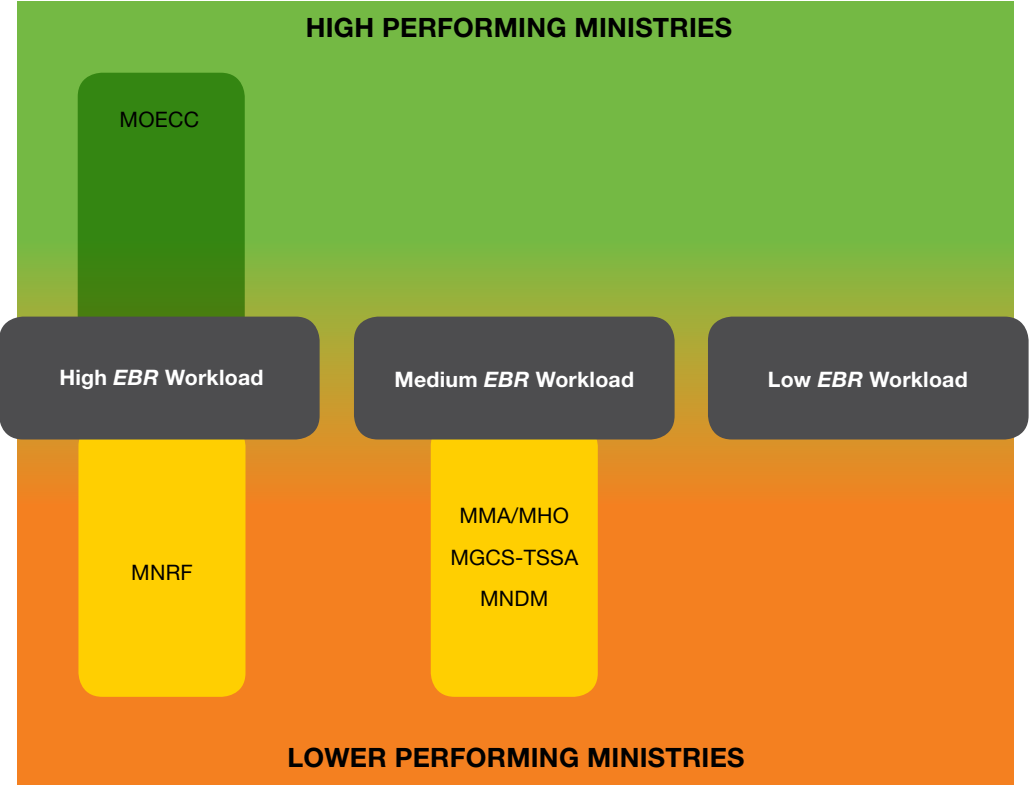 HIGH PERFORMING MINISTRIES
MOECC
High EBR Workload
Medium EBR Workload
Low EBR Workload
MNRF
MMA/MHO
MGCS-TSSA
MNDM
LOWER PERFORMING MINISTRIES